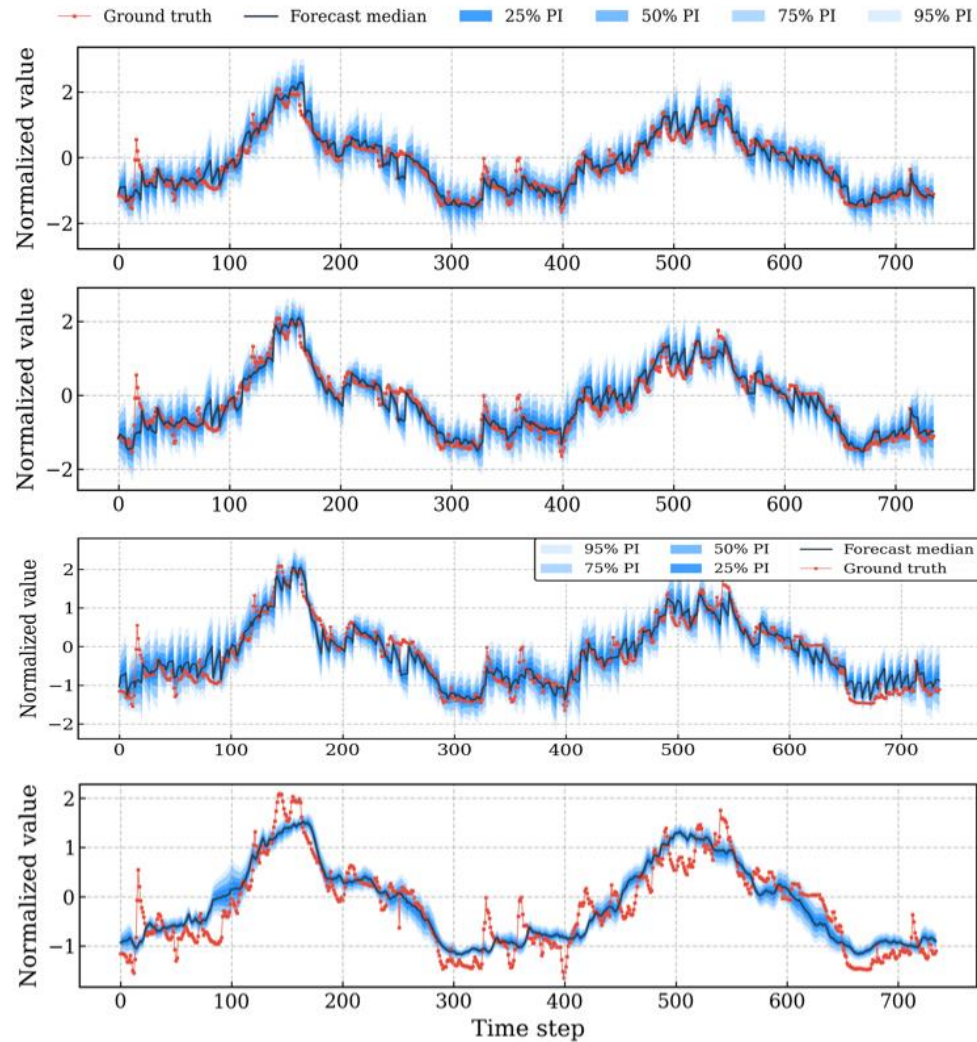 Ground truth Forecast median 25% PI 50% PI 75% PI 95% PI
Normalized value
2
0
−2
0 100 200 300 400 500 600 700
Normalized value
2
0
−2
0 100 200 300 400 500 600 700
95% PI 50% PI Forecast median
75% PI 25% PI Ground truth
Normalized value
2
1
0
−1
−2
0 100 200 300 400 500 600 700
Normalized value
2
1
0
−1
0 100 200 300 400 500 600 700
Time step